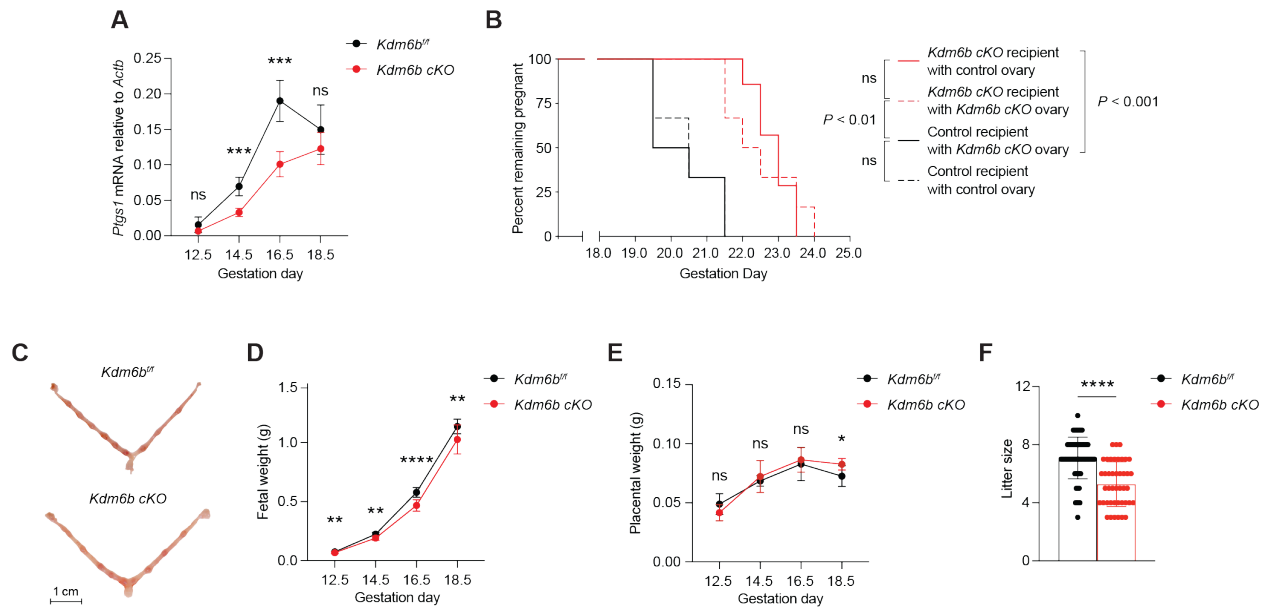 A
Kdm6b^f/f
Kdm6b cKO
Ptgs1 mRNA relative to Actb
0.25
0.20
0.15
0.10
0.05
0.00
ns
***
***
ns
12.5 14.5 16.5 18.5
Gestation day
B
Percent remaining pregnant
100
75
50
25
0
18.0 19.0 20.0 21.0 22.0 23.0 24.0 25.0
Gestation Day
ns
P < 0.01
ns
Kdm6b cKO recipient
with control ovary
Kdm6b cKO recipient
with Kdm6b cKO ovary
Control recipient
with Kdm6b cKO ovary
Control recipient
with control ovary
P < 0.001
C
Kdm6b^f/f
Kdm6b cKO
1 cm
D
Kdm6b^f/f
Kdm6b cKO
Fetal weight (g)
1.5
1.0
0.5
0.0
**
**
****
**
12.5 14.5 16.5 18.5
Gestation day
E
Kdm6b^f/f
Kdm6b cKO
Placental weight (g)
0.15
0.10
0.05
0.00
ns
ns
ns
*
12.5 14.5 16.5 18.5
Gestation day
F
Kdm6b^f/f
Kdm6b cKO
Litter size
12
8
4
0
****